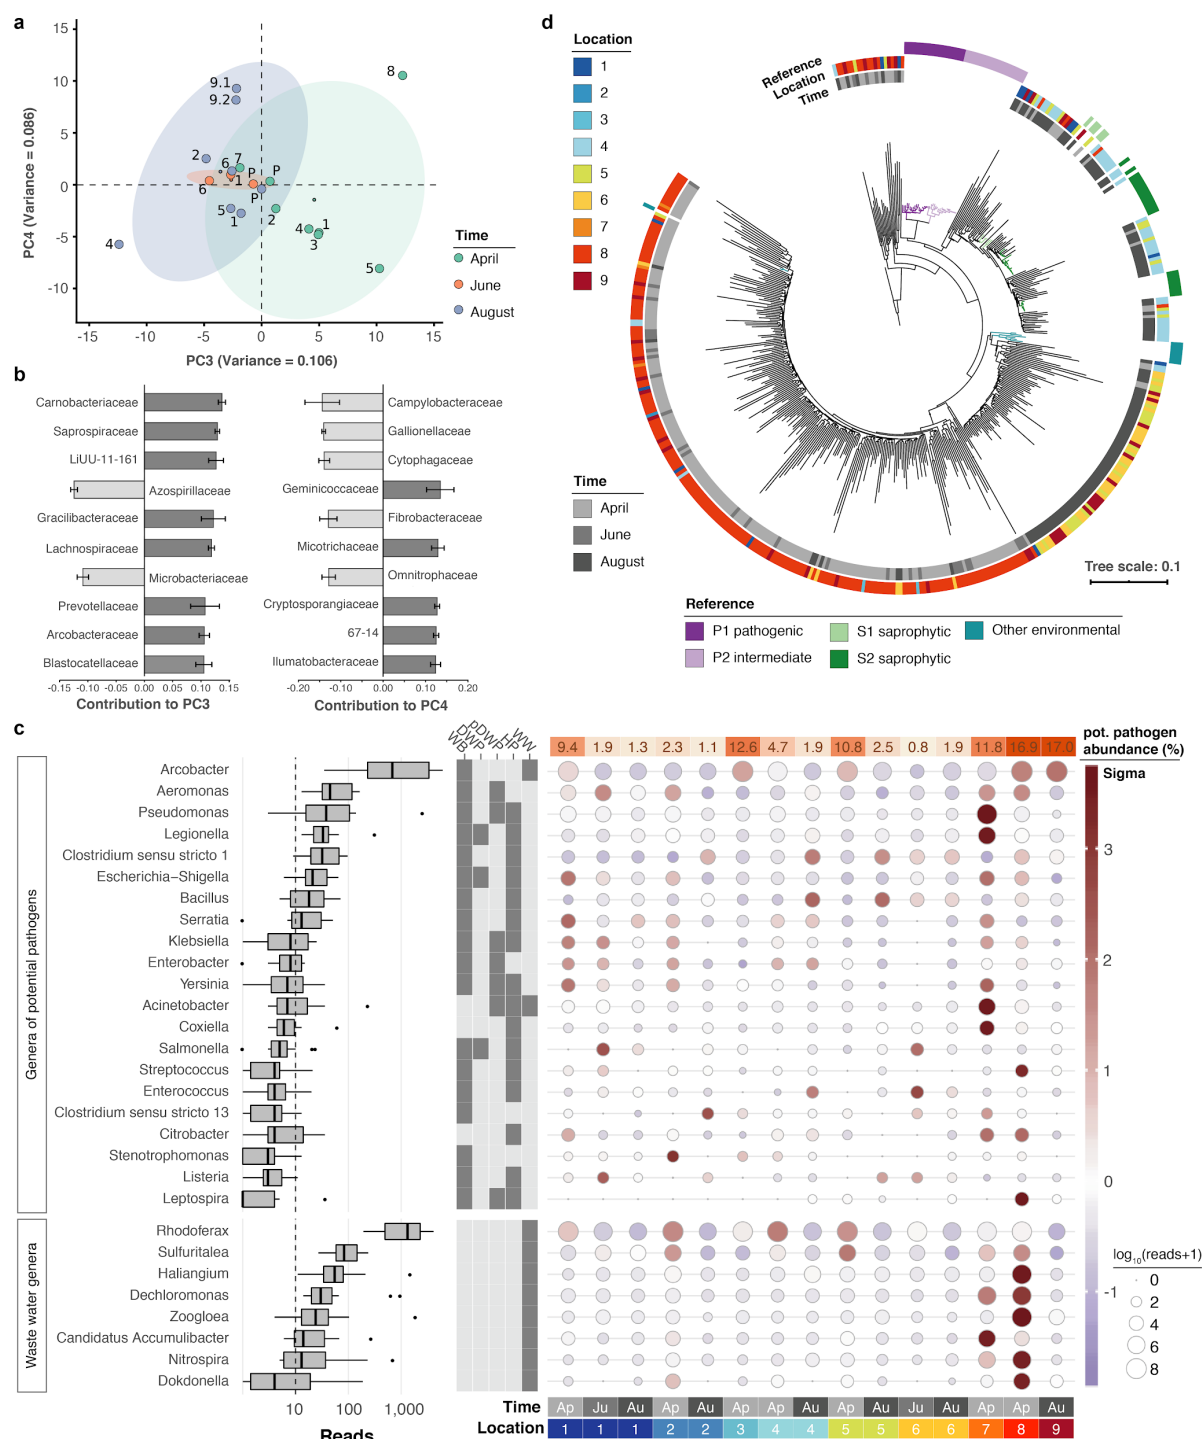 a
15
10
5
0
-5
-10
PC4 (Variance = 0.086)
-15
-10
-5
0
5
10
15
PC3 (Variance = 0.106)
8
9.1
9.2
2
6
7
P
1
P
6
P
5
1
2
4
1
3
4
5
Time
April
June
August
b
Carnobacteriaceae
Saprospiraceae
LiUU-11-161
Azospirillaceae
Gracilibacteraceae
Lachnospiraceae
Microbacteriaceae
Prevotellaceae
Arcobacteraceae
Blastocatellaceae
-0.15 -0.10 -0.05 0.00 0.05 0.10 0.15
Contribution to PC3
Campylobacteraceae
Gallionellaceae
Cytophagaceae
Geminicoccaceae
Fibrobacteraceae
Micotrichaceae
Omnitrophaceae
Cryptosporangiaceae
67-14
Ilumatobacteraceae
-0.20 -0.10 0.00 0.10 0.20
Contribution to PC4
d
Location
1
2
3
4
5
6
7
8
9
Reference
Location
Time
Time
April
June
August
Tree scale: 0.1
Reference
P1 pathogenic
P2 intermediate
S1 saprophytic
S2 saprophytic
Other environmental
c
WB
DWP
pDWP
HP
WW
9.4 1.9 1.3 2.3 1.1 12.6 4.7 1.9 10.8 2.5 0.8 1.9 11.8 16.9 17.0
pot. pathogen
abundance (%)
Genera of potential pathogens
Arcobacter
Aeromonas
Pseudomonas
Legionella
Clostridium sensu stricto 1
Escherichia−Shigella
Bacillus
Serratia
Klebsiella
Enterobacter
Yersinia
Acinetobacter
Coxiella
Salmonella
Streptococcus
Enterococcus
Clostridium sensu stricto 13
Citrobacter
Stenotrophomonas
Listeria
Leptospira
Waste water genera
Rhodoferax
Sulfuritalea
Haliangium
Dechloromonas
Zoogloea
Candidatus Accumulibacter
Nitrospira
Dokdonella
10 100 1,000
Reads
Sigma
3
2
1
0
-1
log10(reads+1)
0
2
4
6
8
Time Ap Ju Au Ap Au Ap Ap Au Ap Au Ju Au Ap Ap Au
Location 1 1 1 2 2 3 4 4 5 5 6 6 7 8 9